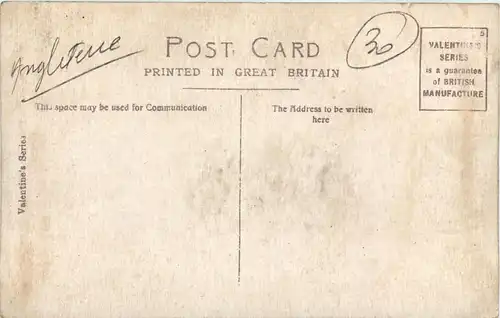 Angleterre
POST CARD
30
PRINTED IN GREAT BRITAIN
VALENTINE'S
SERIES
is a guarantee
of BRITISH
MANUFACTURE
This space may be used for Communication
The Address to be written
here
Valentine's Series